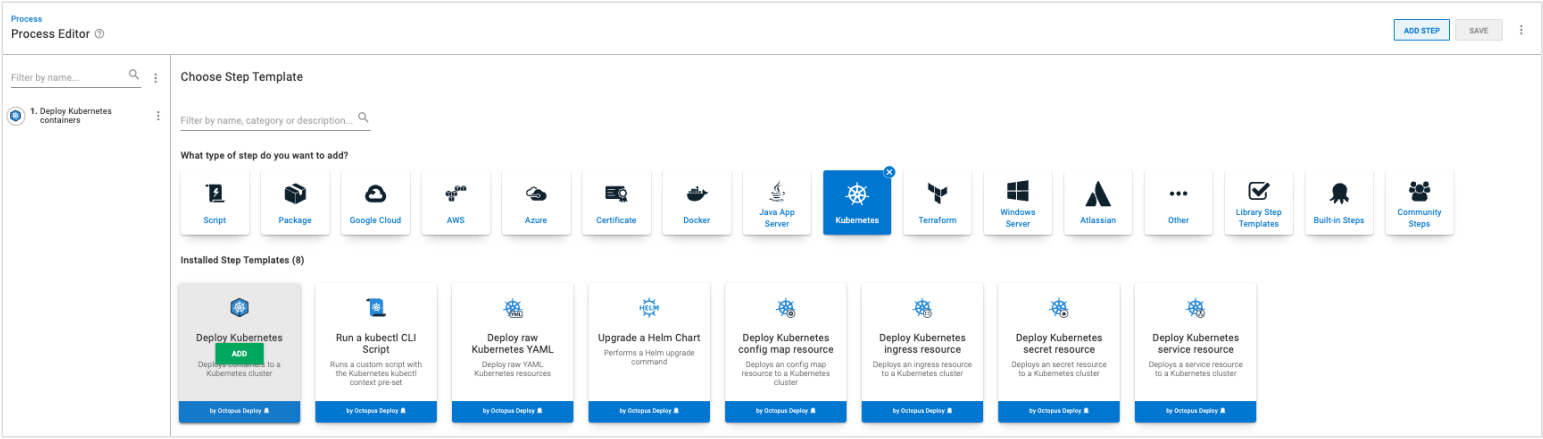 Process
Process Editor
ADD STEP
SAVE
Filter by name...
1. Deploy Kubernetes
containers
Choose Step Template
Filter by name, category or description...
What type of step do you want to add?
Script
Package
Google Cloud
AWS
Azure
Certificate
Docker
Java App
Server
Kubernetes
Terraform
Windows
Server
Atlassian
Other
Library Step
Templates
Built-in Steps
Community
Steps
Installed Step Templates (8)
Deploy Kubernetes
ADD
Deploys containers to a
Kubernetes cluster
by Octopus Deploy
Run a kubectl CLI
Script
Runs a custom script with
the Kubernetes kubectl
context pre-set
by Octopus Deploy
YAML
Deploy raw
Kubernetes YAML
Deploy raw YAML
Kubernetes resources
by Octopus Deploy
HELM
Upgrade a Helm Chart
Performs a Helm upgrade
command
by Octopus Deploy
Deploy Kubernetes
config map resource
Deploys an config map
resource to a Kubernetes
cluster
by Octopus Deploy
Deploy Kubernetes
ingress resource
Deploys an ingress resource
to a Kubernetes cluster
by Octopus Deploy
Deploy Kubernetes
secret resource
Deploys an secret resource
to a Kubernetes cluster
by Octopus Deploy
Deploy Kubernetes
service resource
Deploys a service resource
to a Kubernetes cluster
by Octopus Deploy